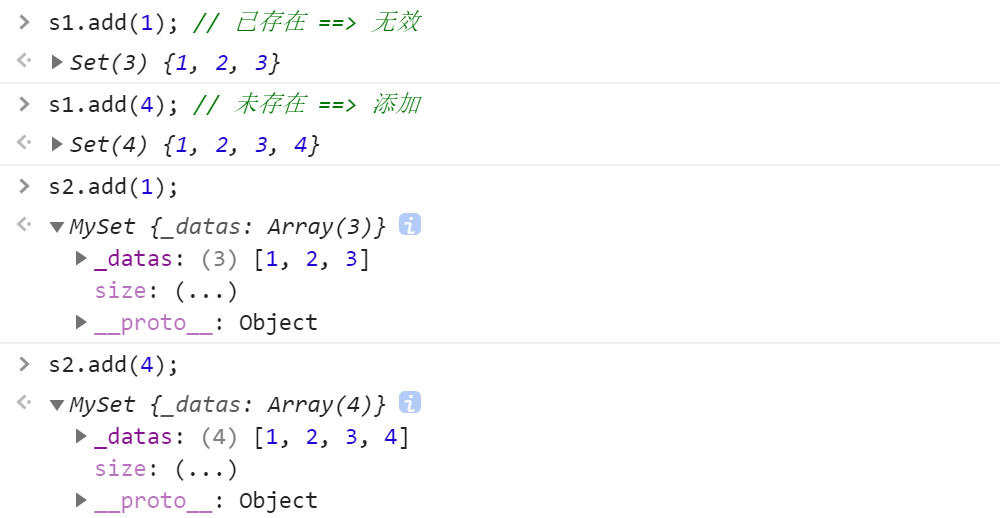 > s1.add(1); // 已存在 ==> 无效
<· ▶Set(3) {1, 2, 3}
> s1.add(4); // 未存在 ==> 添加
<· ▶Set(4) {1, 2, 3, 4}
> s2.add(1);
<· ▼MySet {_datas: Array(3)} i
▶_datas: (3) [1, 2, 3]
size: (...)
▶__proto__: Object
> s2.add(4);
<· ▼MySet {_datas: Array(4)} i
▶_datas: (4) [1, 2, 3, 4]
size: (...)
▶__proto__: Object